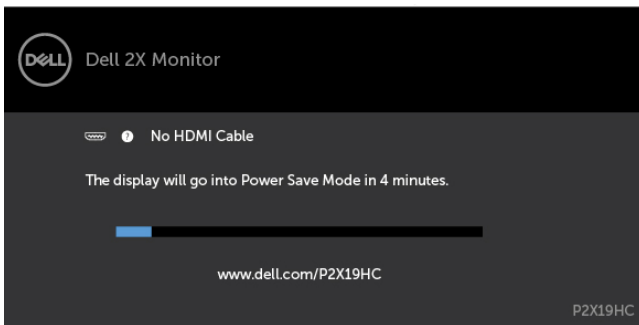 DELL
Dell 2X Monitor
? No HDMI Cable
The display will go into Power Save Mode in 4 minutes.
www.dell.com/P2X19HC
P2X19HC